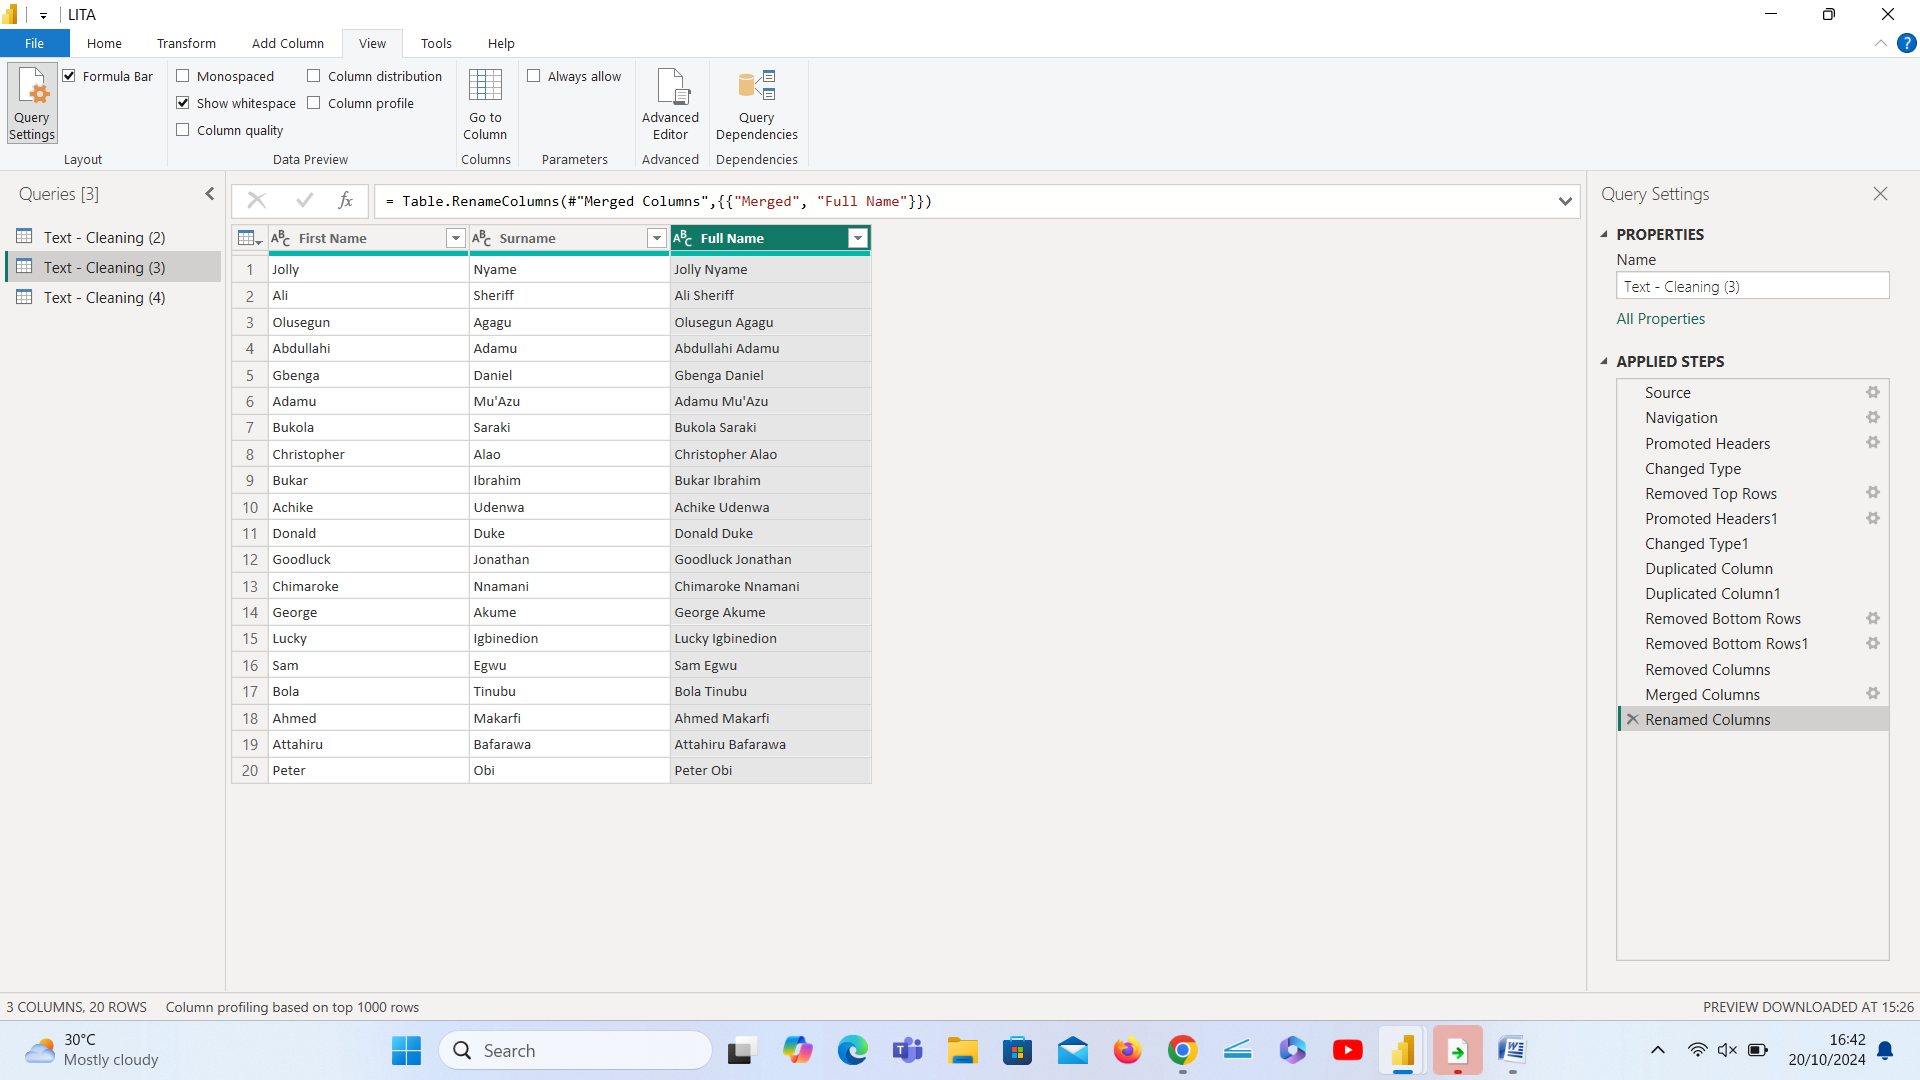 LITA
File Home Transform Add Column View Tools Help
Query Settings
Formula Bar
Layout
Monospaced Column distribution
Show whitespace Column profile
Column quality
Data Preview
Go to Column
Columns
Always allow
Parameters
Advanced Editor
Advanced
Query Dependencies
Dependencies
Queries [3]
Text - Cleaning (2)
Text - Cleaning (3)
Text - Cleaning (4)
fx = Table.RenameColumns(#"Merged Columns",{{"Merged", "Full Name"}})
ABC First Name ABC Surname ABC Full Name
1 Jolly Nyame Jolly Nyame
2 Ali Sheriff Ali Sheriff
3 Olusegun Agagu Olusegun Agagu
4 Abdullahi Adamu Abdullahi Adamu
5 Gbenga Daniel Gbenga Daniel
6 Adamu Mu'Azu Adamu Mu'Azu
7 Bukola Saraki Bukola Saraki
8 Christopher Alao Christopher Alao
9 Bukar Ibrahim Bukar Ibrahim
10 Achike Udenwa Achike Udenwa
11 Donald Duke Donald Duke
12 Goodluck Jonathan Goodluck Jonathan
13 Chimaroke Nnamani Chimaroke Nnamani
14 George Akume George Akume
15 Lucky Igbinedion Lucky Igbinedion
16 Sam Egwu Sam Egwu
17 Bola Tinubu Bola Tinubu
18 Ahmed Makarfi Ahmed Makarfi
19 Attahiru Bafarawa Attahiru Bafarawa
20 Peter Obi Peter Obi
Query Settings
PROPERTIES
Name
Text - Cleaning (3)
All Properties
APPLIED STEPS
Source
Navigation
Promoted Headers
Changed Type
Removed Top Rows
Promoted Headers1
Changed Type1
Duplicated Column
Duplicated Column1
Removed Bottom Rows
Removed Bottom Rows1
Removed Columns
Merged Columns
Renamed Columns
3 COLUMNS, 20 ROWS Column profiling based on top 1000 rows PREVIEW DOWNLOADED AT 15:26
30°C
Mostly cloudy
Search
16:42
20/10/2024